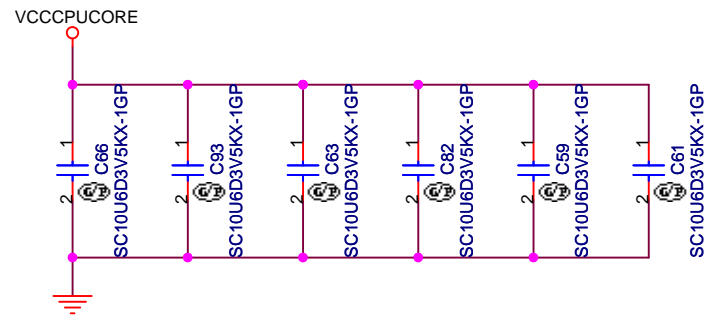 VCCCPUCORE
1
2
C66
SC10U6D3V5KX-1GP
1
2
C93
SC10U6D3V5KX-1GP
1
2
C63
SC10U6D3V5KX-1GP
1
2
C82
SC10U6D3V5KX-1GP
1
2
C59
SC10U6D3V5KX-1GP
1
2
C61
SC10U6D3V5KX-1GP